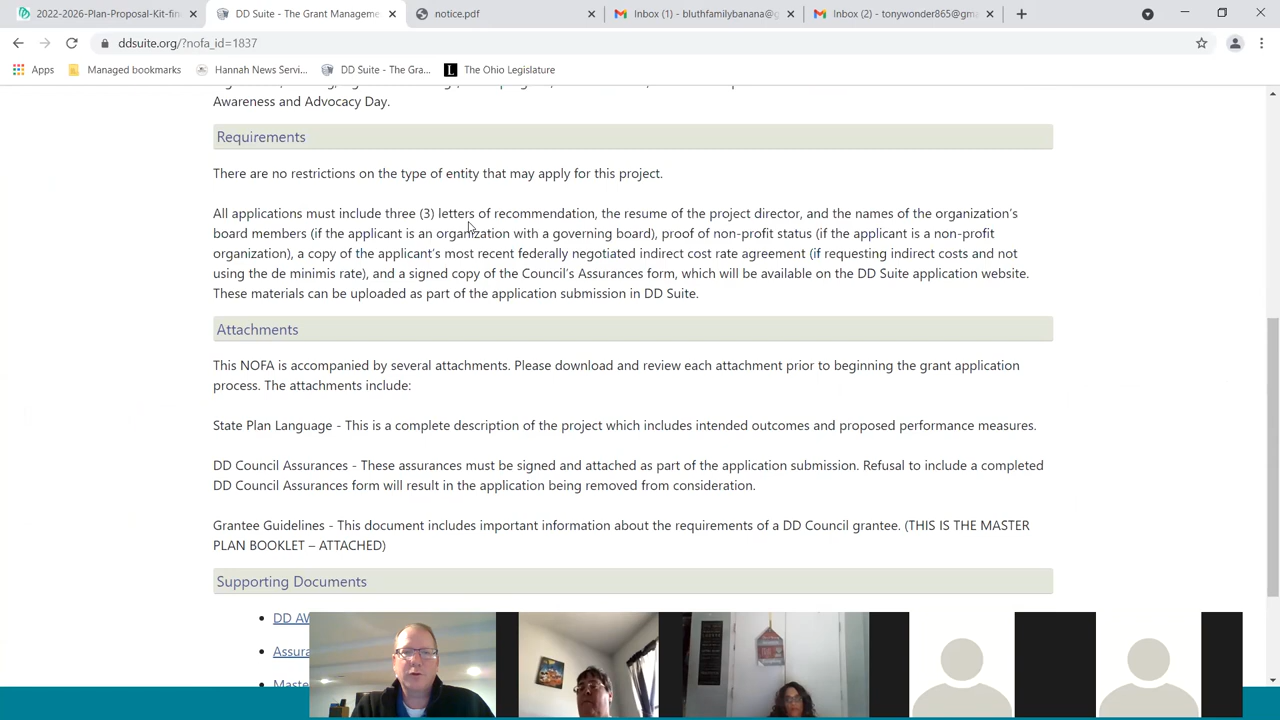 2022-2026-Plan-Proposal-Kit-fin
DD Suite - The Grant Manageme
notice.pdf
Inbox (1) - bluthfamilybanana@g
Inbox (2) - tonywonder865@gm
ddsuite.org/?nofa_id=1837
Apps
Managed bookmarks
Hannah News Servi...
DD Suite - The Gra...
The Ohio Legislature
Awareness and Advocacy Day.
Requirements
There are no restrictions on the type of entity that may apply for this project.
All applications must include three (3) letters of recommendation, the resume of the project director, and the names of the organization's
board members (if the applicant is an organization with a governing board), proof of non-profit status (if the applicant is a non-profit
organization), a copy of the applicant's most recent federally negotiated indirect cost rate agreement (if requesting indirect costs and not
using the de minimis rate), and a signed copy of the Council's Assurances form, which will be available on the DD Suite application website.
These materials can be uploaded as part of the application submission in DD Suite.
Attachments
This NOFA is accompanied by several attachments. Please download and review each attachment prior to beginning the grant application
process. The attachments include:
State Plan Language - This is a complete description of the project which includes intended outcomes and proposed performance measures.
DD Council Assurances - These assurances must be signed and attached as part of the application submission. Refusal to include a completed
DD Council Assurances form will result in the application being removed from consideration.
Grantee Guidelines - This document includes important information about the requirements of a DD Council grantee. (THIS IS THE MASTER
PLAN BOOKLET – ATTACHED)
Supporting Documents
DD AW
Assura
Maste